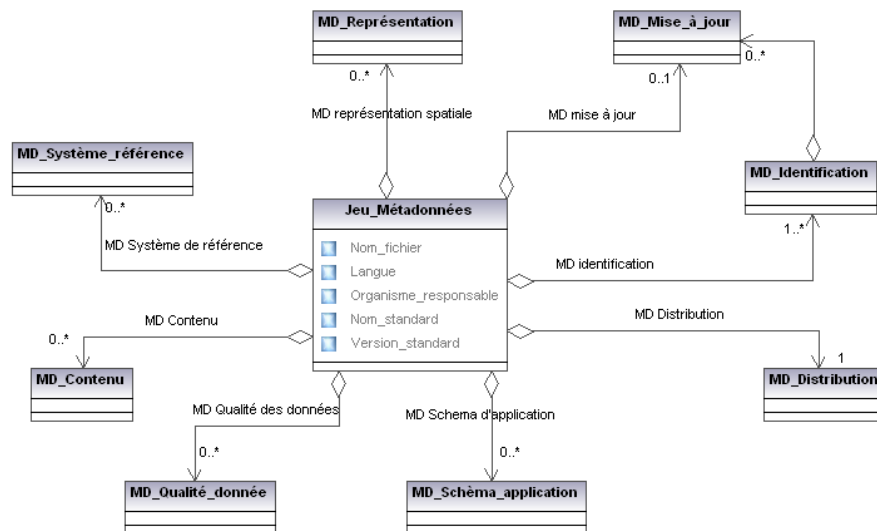 MD_Représentation
MD_Mise_à_jour
0..*
0..1
0..*
MD représentation spatiale
MD mise à jour
MD_Système_référence
MD_Identification
0..*
Jeu_Métadonnées
1..*
MD Système de référence
Nom_fichier
MD identification
Langue
Organisme_responsable
MD Contenu
Nom_standard
MD Distribution
0..*
Version_standard
1
MD_Contenu
MD_Distribution
MD Qualité des données
MD Schema d'application
0..*
0..*
MD_Qualité_donnée
MD_Schèma_application